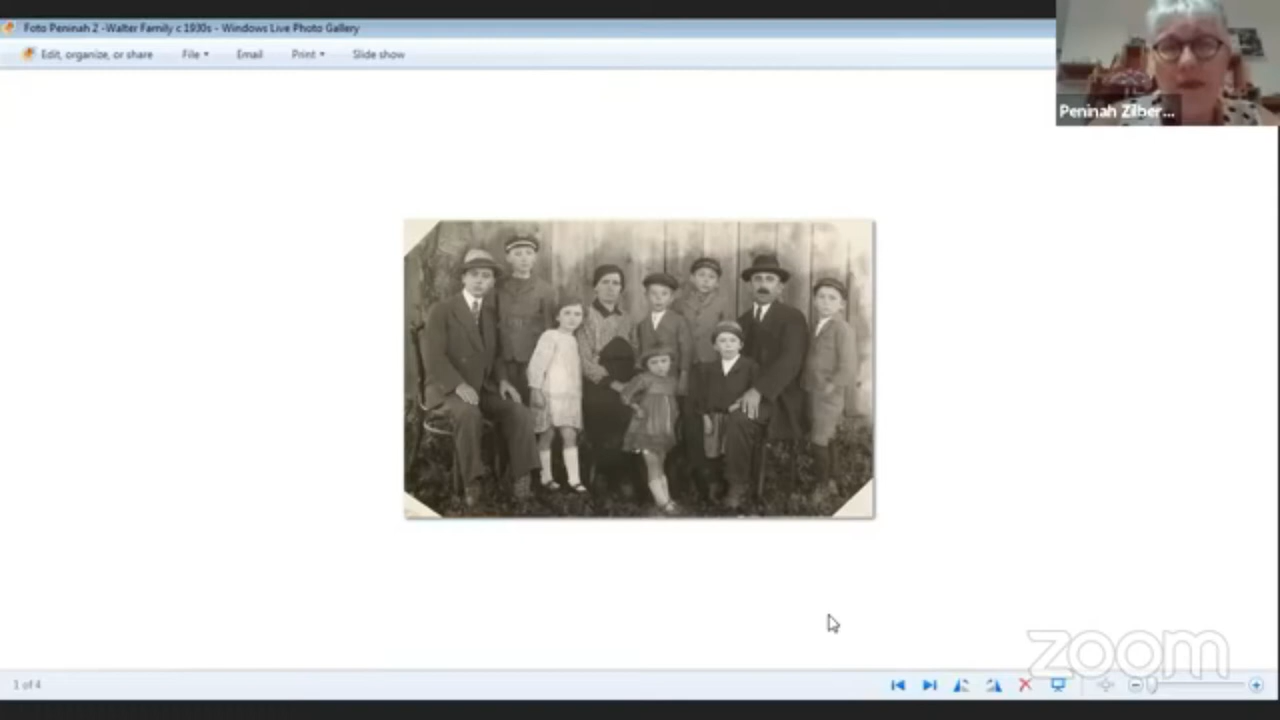 Foto Peninah Z -Walter Family c 1930s - Windows Live Photo Gallery
Edit, organize, or share File Email Print Slide show
Peninah Zilber...
zoom
1 of 4